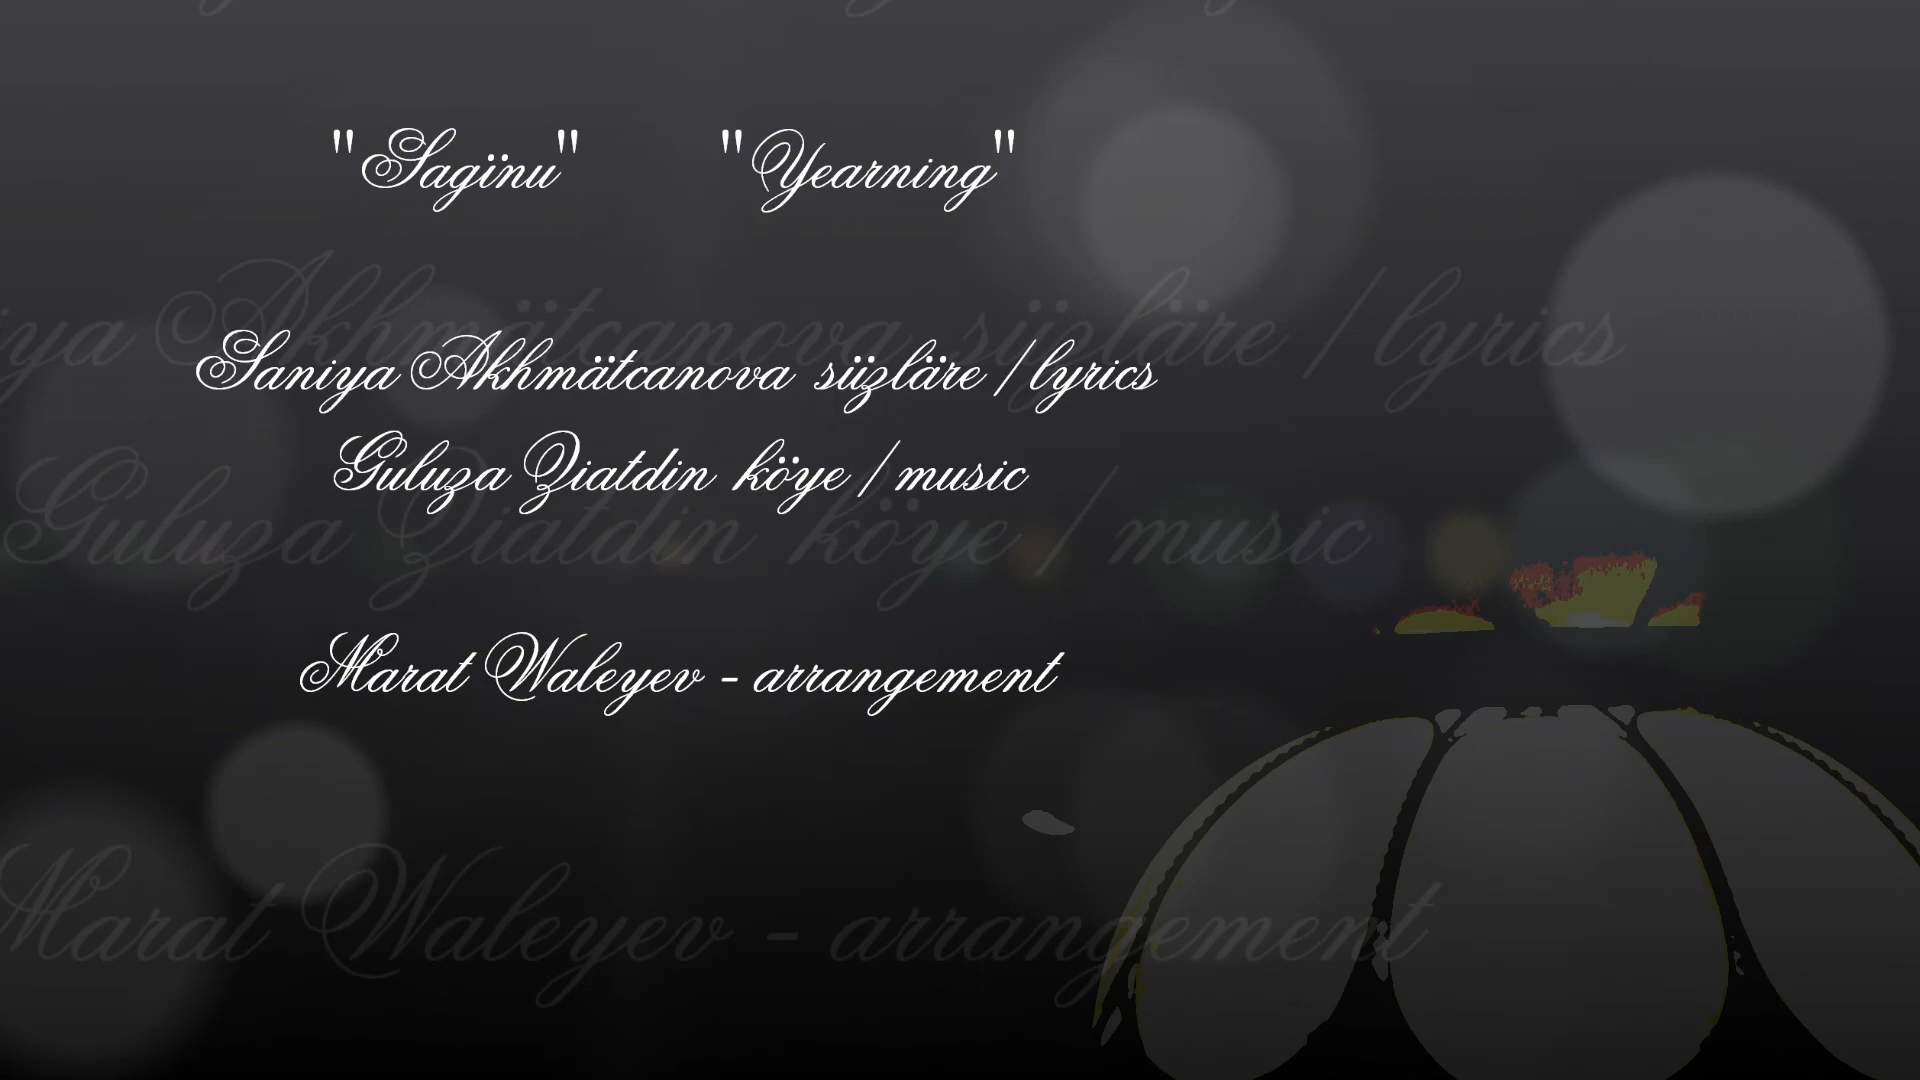 "Sagïnu" "Yearning"
Saniya Akhmätcanova süzläre / lyrics
Guluza Ziatdin köye / music
Marat Waleyev - arrangement